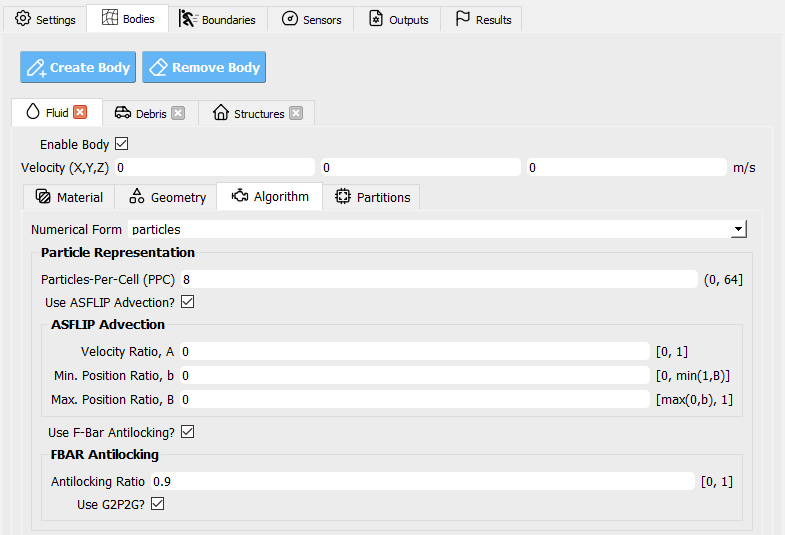 Settings Bodies Boundaries Sensors Outputs Results
Create Body Remove Body
Fluid Debris Structures
Enable Body
Velocity (X,Y,Z) 0 0 0 m/s
Material Geometry Algorithm Partitions
Numerical Form particles
Particle Representation
Particles-Per-Cell (PPC) 8 (0, 64]
Use ASFLIP Advection?
ASFLIP Advection
Velocity Ratio, A 0 [0, 1]
Min. Position Ratio, b 0 [0, min(1,B)]
Max. Position Ratio, B 0 [max(0,b), 1]
Use F-Bar Antilocking?
FBAR Antilocking
Antilocking Ratio 0.9 [0, 1]
Use G2P2G?